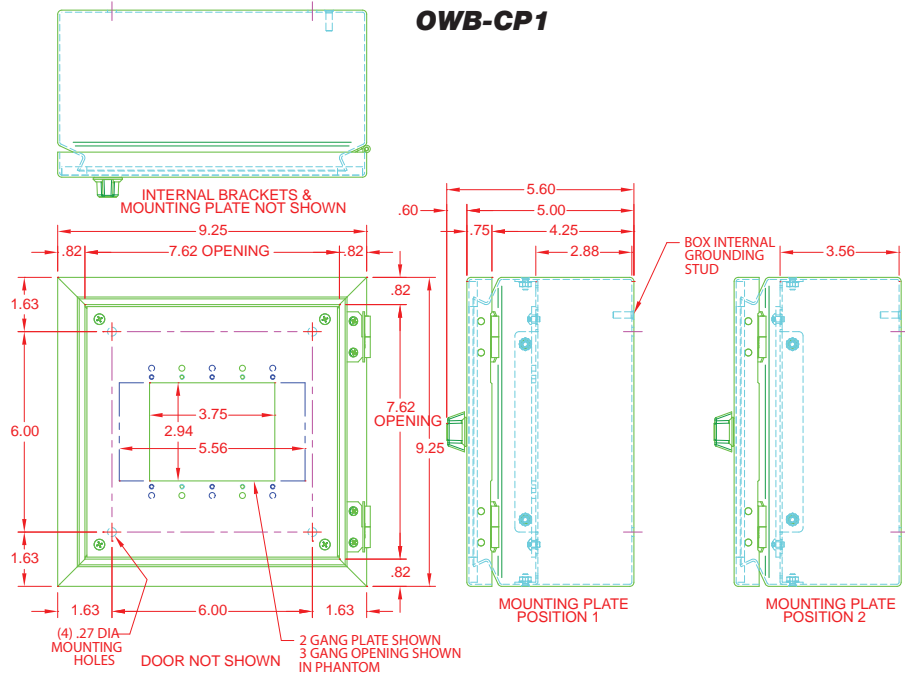 OWB-CP1
INTERNAL BRACKETS &
MOUNTING PLATE NOT SHOWN
9.25
.82
7.62 OPENING
.82
1.63
6.00
1.63
.82
7.62
OPENING
9.25
.82
3.75
2.94
5.56
1.63
6.00
1.63
(4) .27 DIA
MOUNTING
HOLES
DOOR NOT SHOWN
2 GANG PLATE SHOWN
3 GANG OPENING SHOWN
IN PHANTOM
5.60
.60
5.00
.75
4.25
2.88
BOX INTERNAL
GROUNDING
STUD
MOUNTING PLATE
POSITION 1
3.56
MOUNTING PLATE
POSITION 2